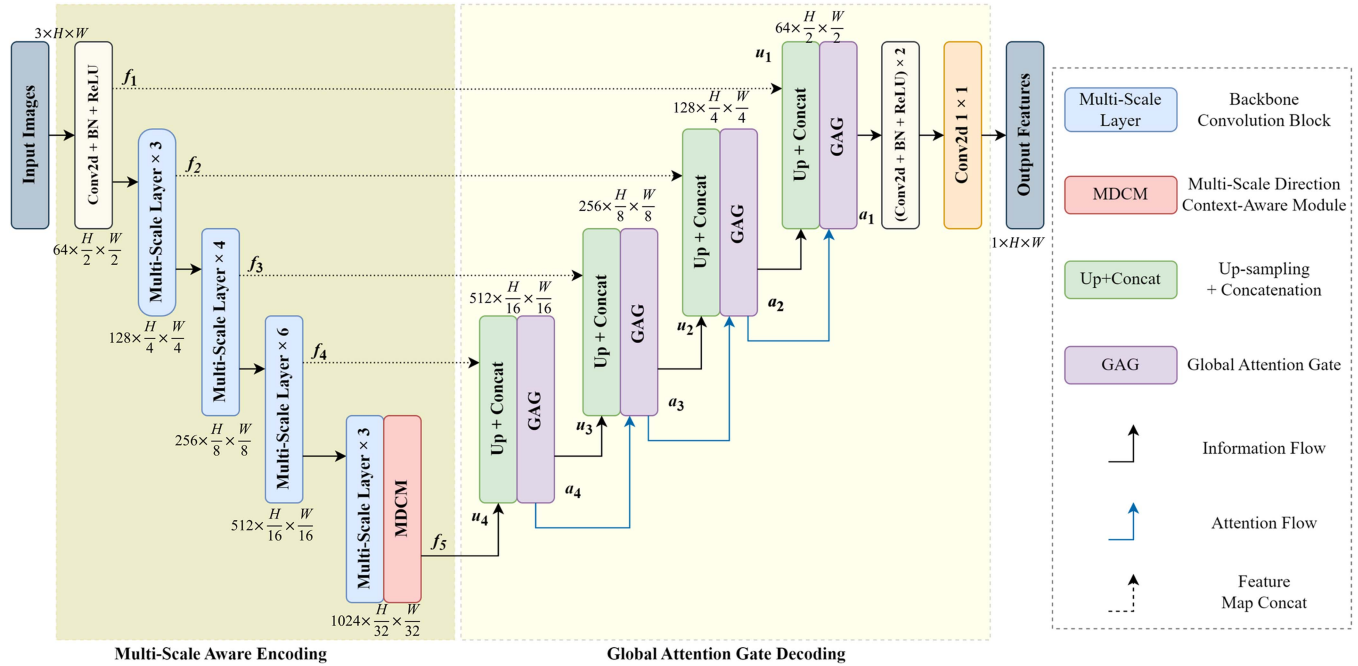 3×H×W
Input Images
Conv2d + BN + ReLU
64×H/2×W/2
f1
Multi-Scale Layer × 3
128×H/4×W/4
f2
Multi-Scale Layer × 4
256×H/8×W/8
f3
Multi-Scale Layer × 6
512×H/16×W/16
f4
Multi-Scale Layer × 3
MDCM
1024×H/32×W/32
f5
Multi-Scale Aware Encoding
u4
512×H/16×W/16
Up + Concat
GAG
a4
u3
256×H/8×W/8
Up + Concat
GAG
a3
u2
128×H/4×W/4
Up + Concat
GAG
a2
u1
64×H/2×W/2
Up + Concat
GAG
a1
(Conv2d + BN + ReLU) × 2
Conv2d 1 × 1
Output Features
1×H×W
Global Attention Gate Decoding
Multi-Scale
Layer
Backbone
Convolution Block
MDCM
Multi-Scale Direction
Context-Aware Module
Up+Concat
Up-sampling
+ Concatenation
GAG
Global Attention Gate
Information Flow
Attention Flow
Feature
Map Concat